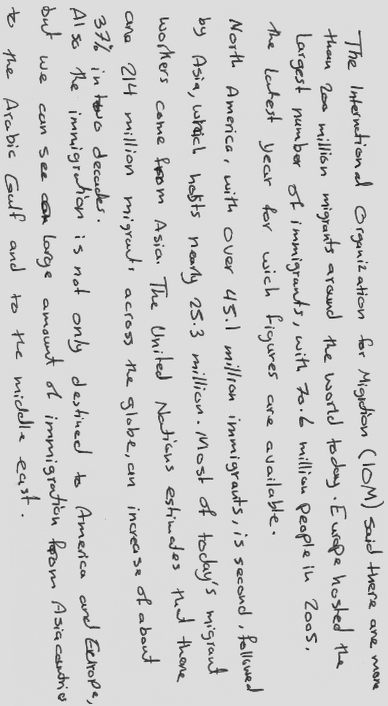 The International Organization for Migration (IOM) said there are more
than 200 million migrants around the world today. Europe hosted the
largest number of immigrants, with 70.6 million people in 2005,
the latest year for wich figures are available.
North America, with over 45.1 million immigrants, is second, followed
by Asia, which hosts nearly 25.3 million. Most of today's migrant
workers come from Asia. The United Nations estimates that there
are 214 million migrants across the globe, an increase of about
37% in two decades.
Also the immigration is not only destined to America and Eutrope,
but we can see large amount of immigration from Asia countries
to the Arabic Gulf and to the middle east.